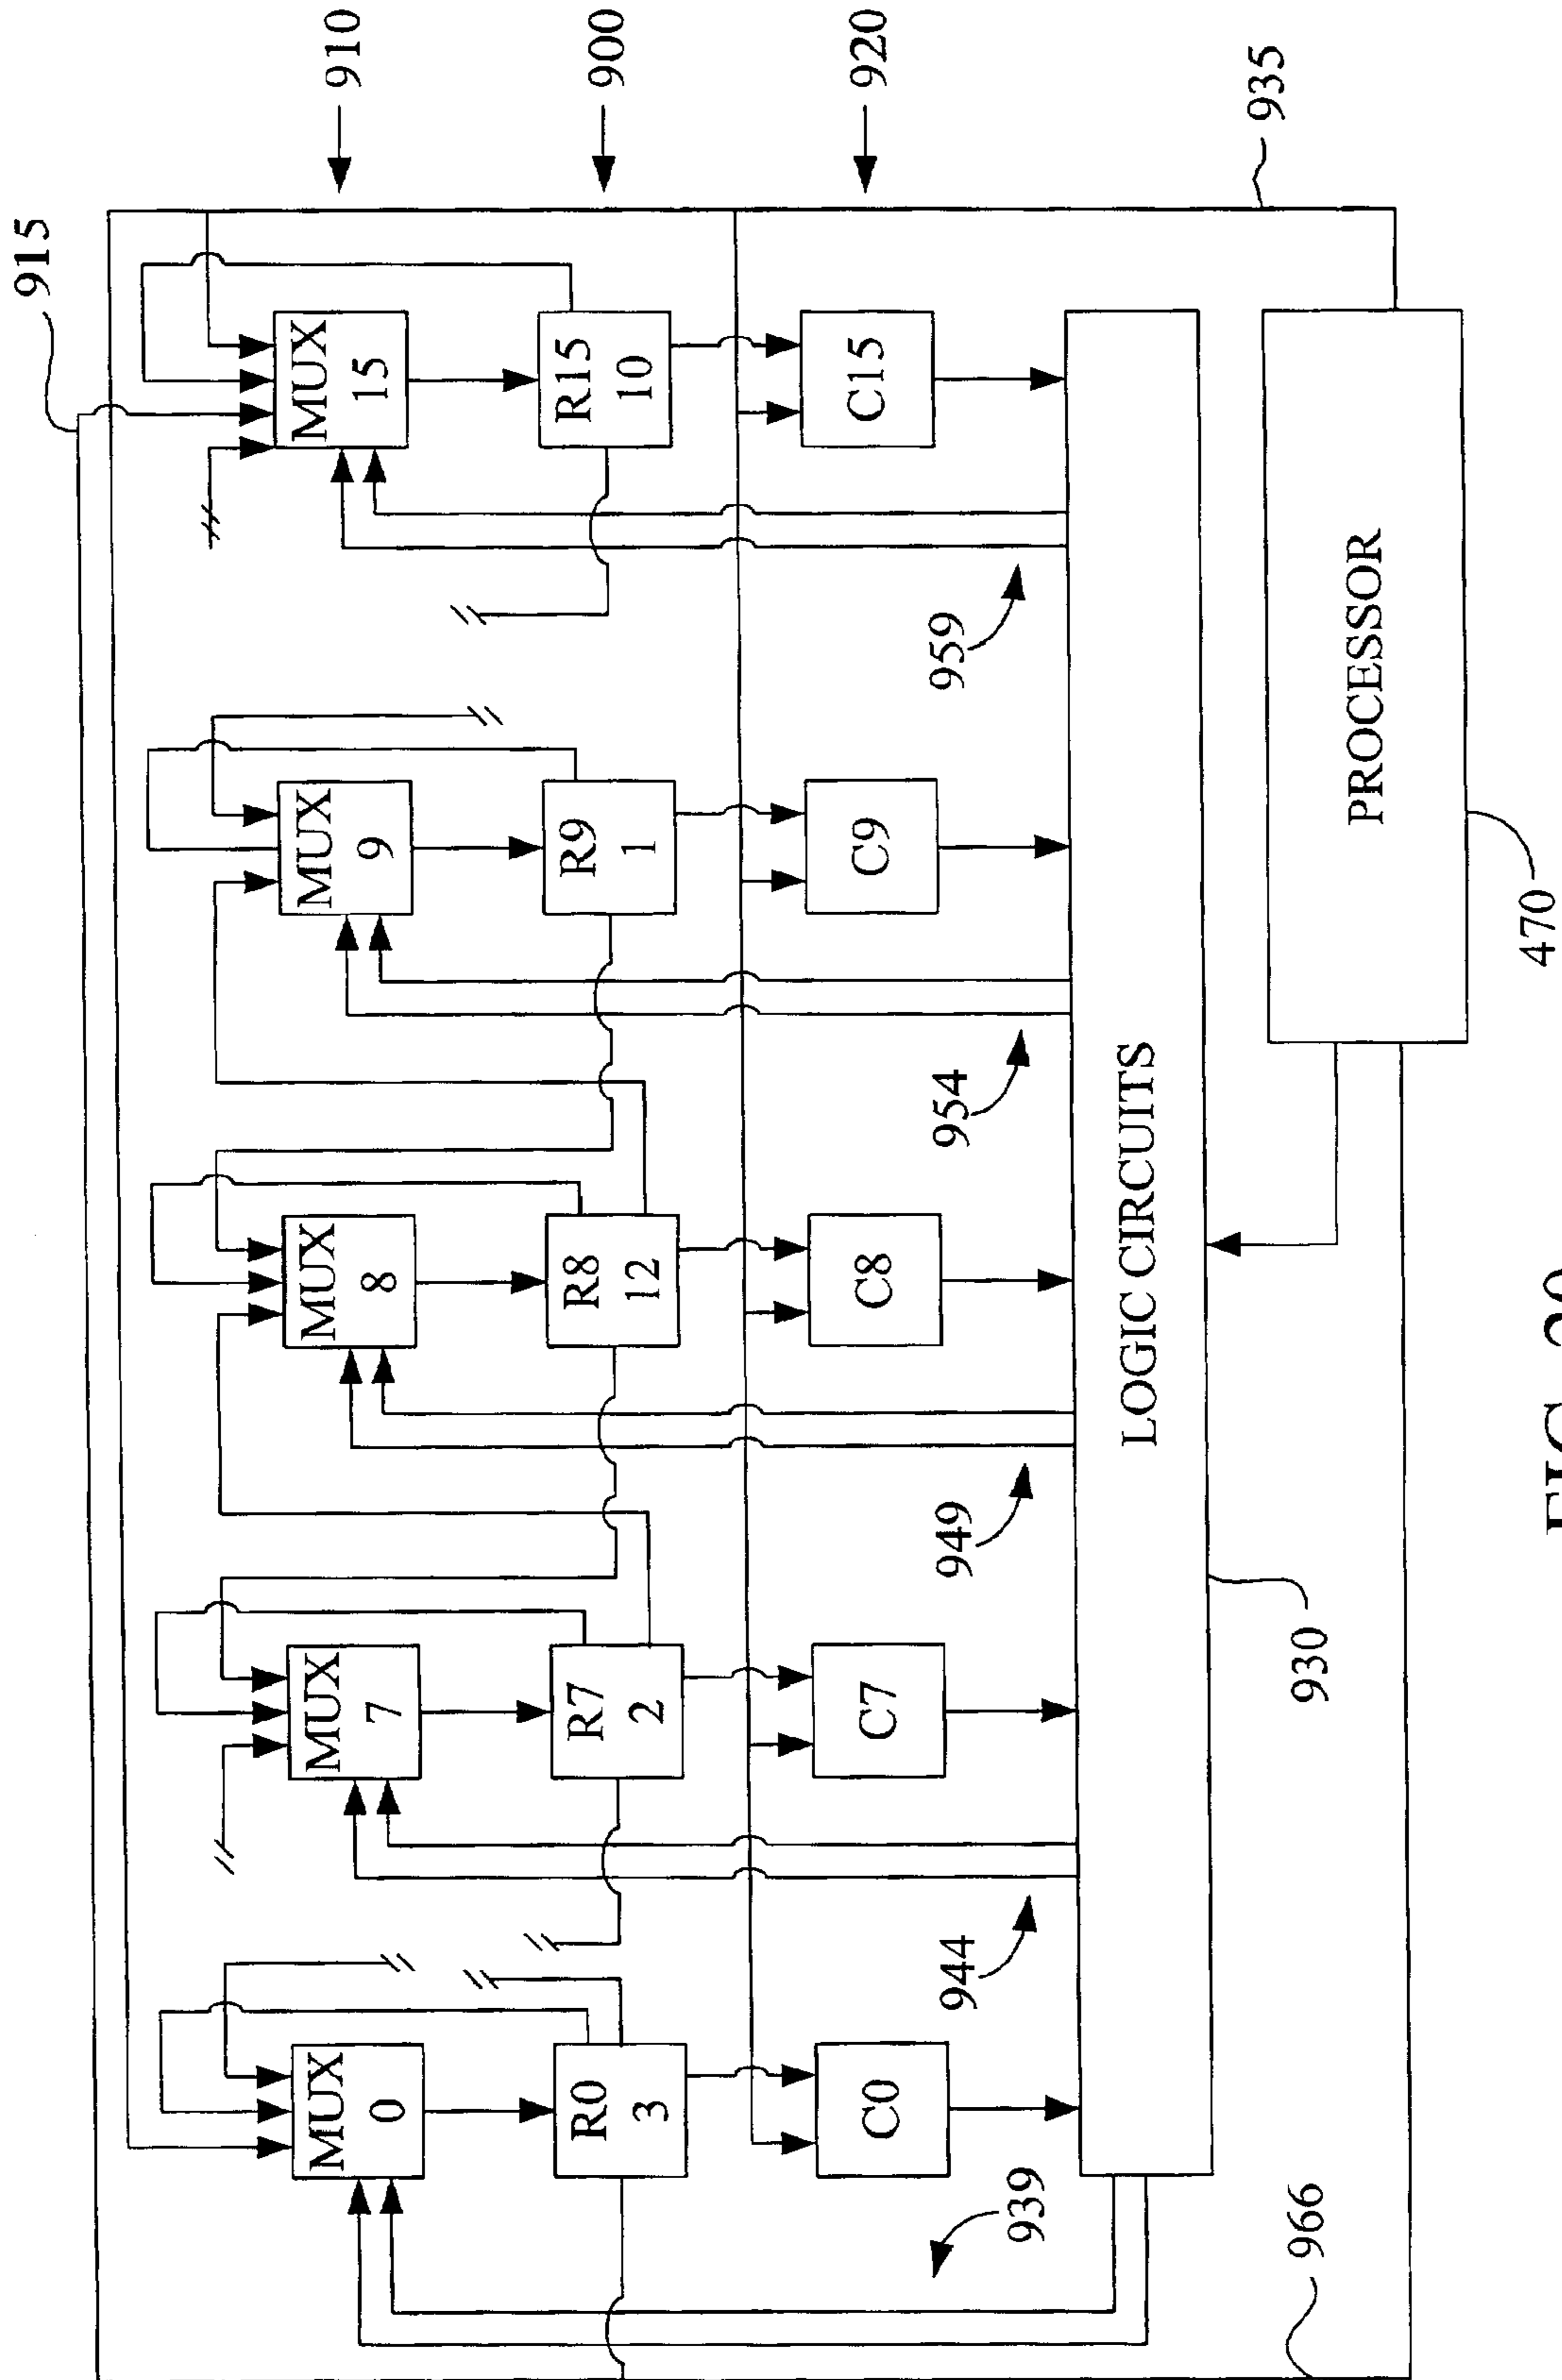 915
910
900
920
935
MUX
0
MUX
7
MUX
8
MUX
9
MUX
15
R0
3
R7
2
R8
12
R9
1
R15
10
C0
C7
C8
C9
C15
939
944
949
954
959
LOGIC CIRCUITS
PROCESSOR
966
930
470